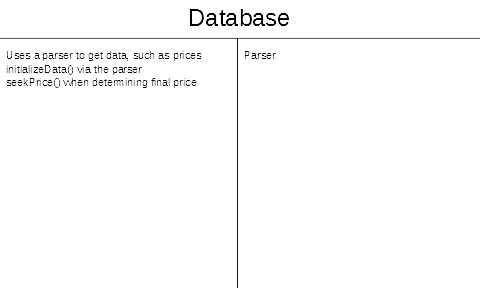 Database
Uses a parser to get data, such as prices
initializeData() via the parser
seekPrice() when determining final price
Parser